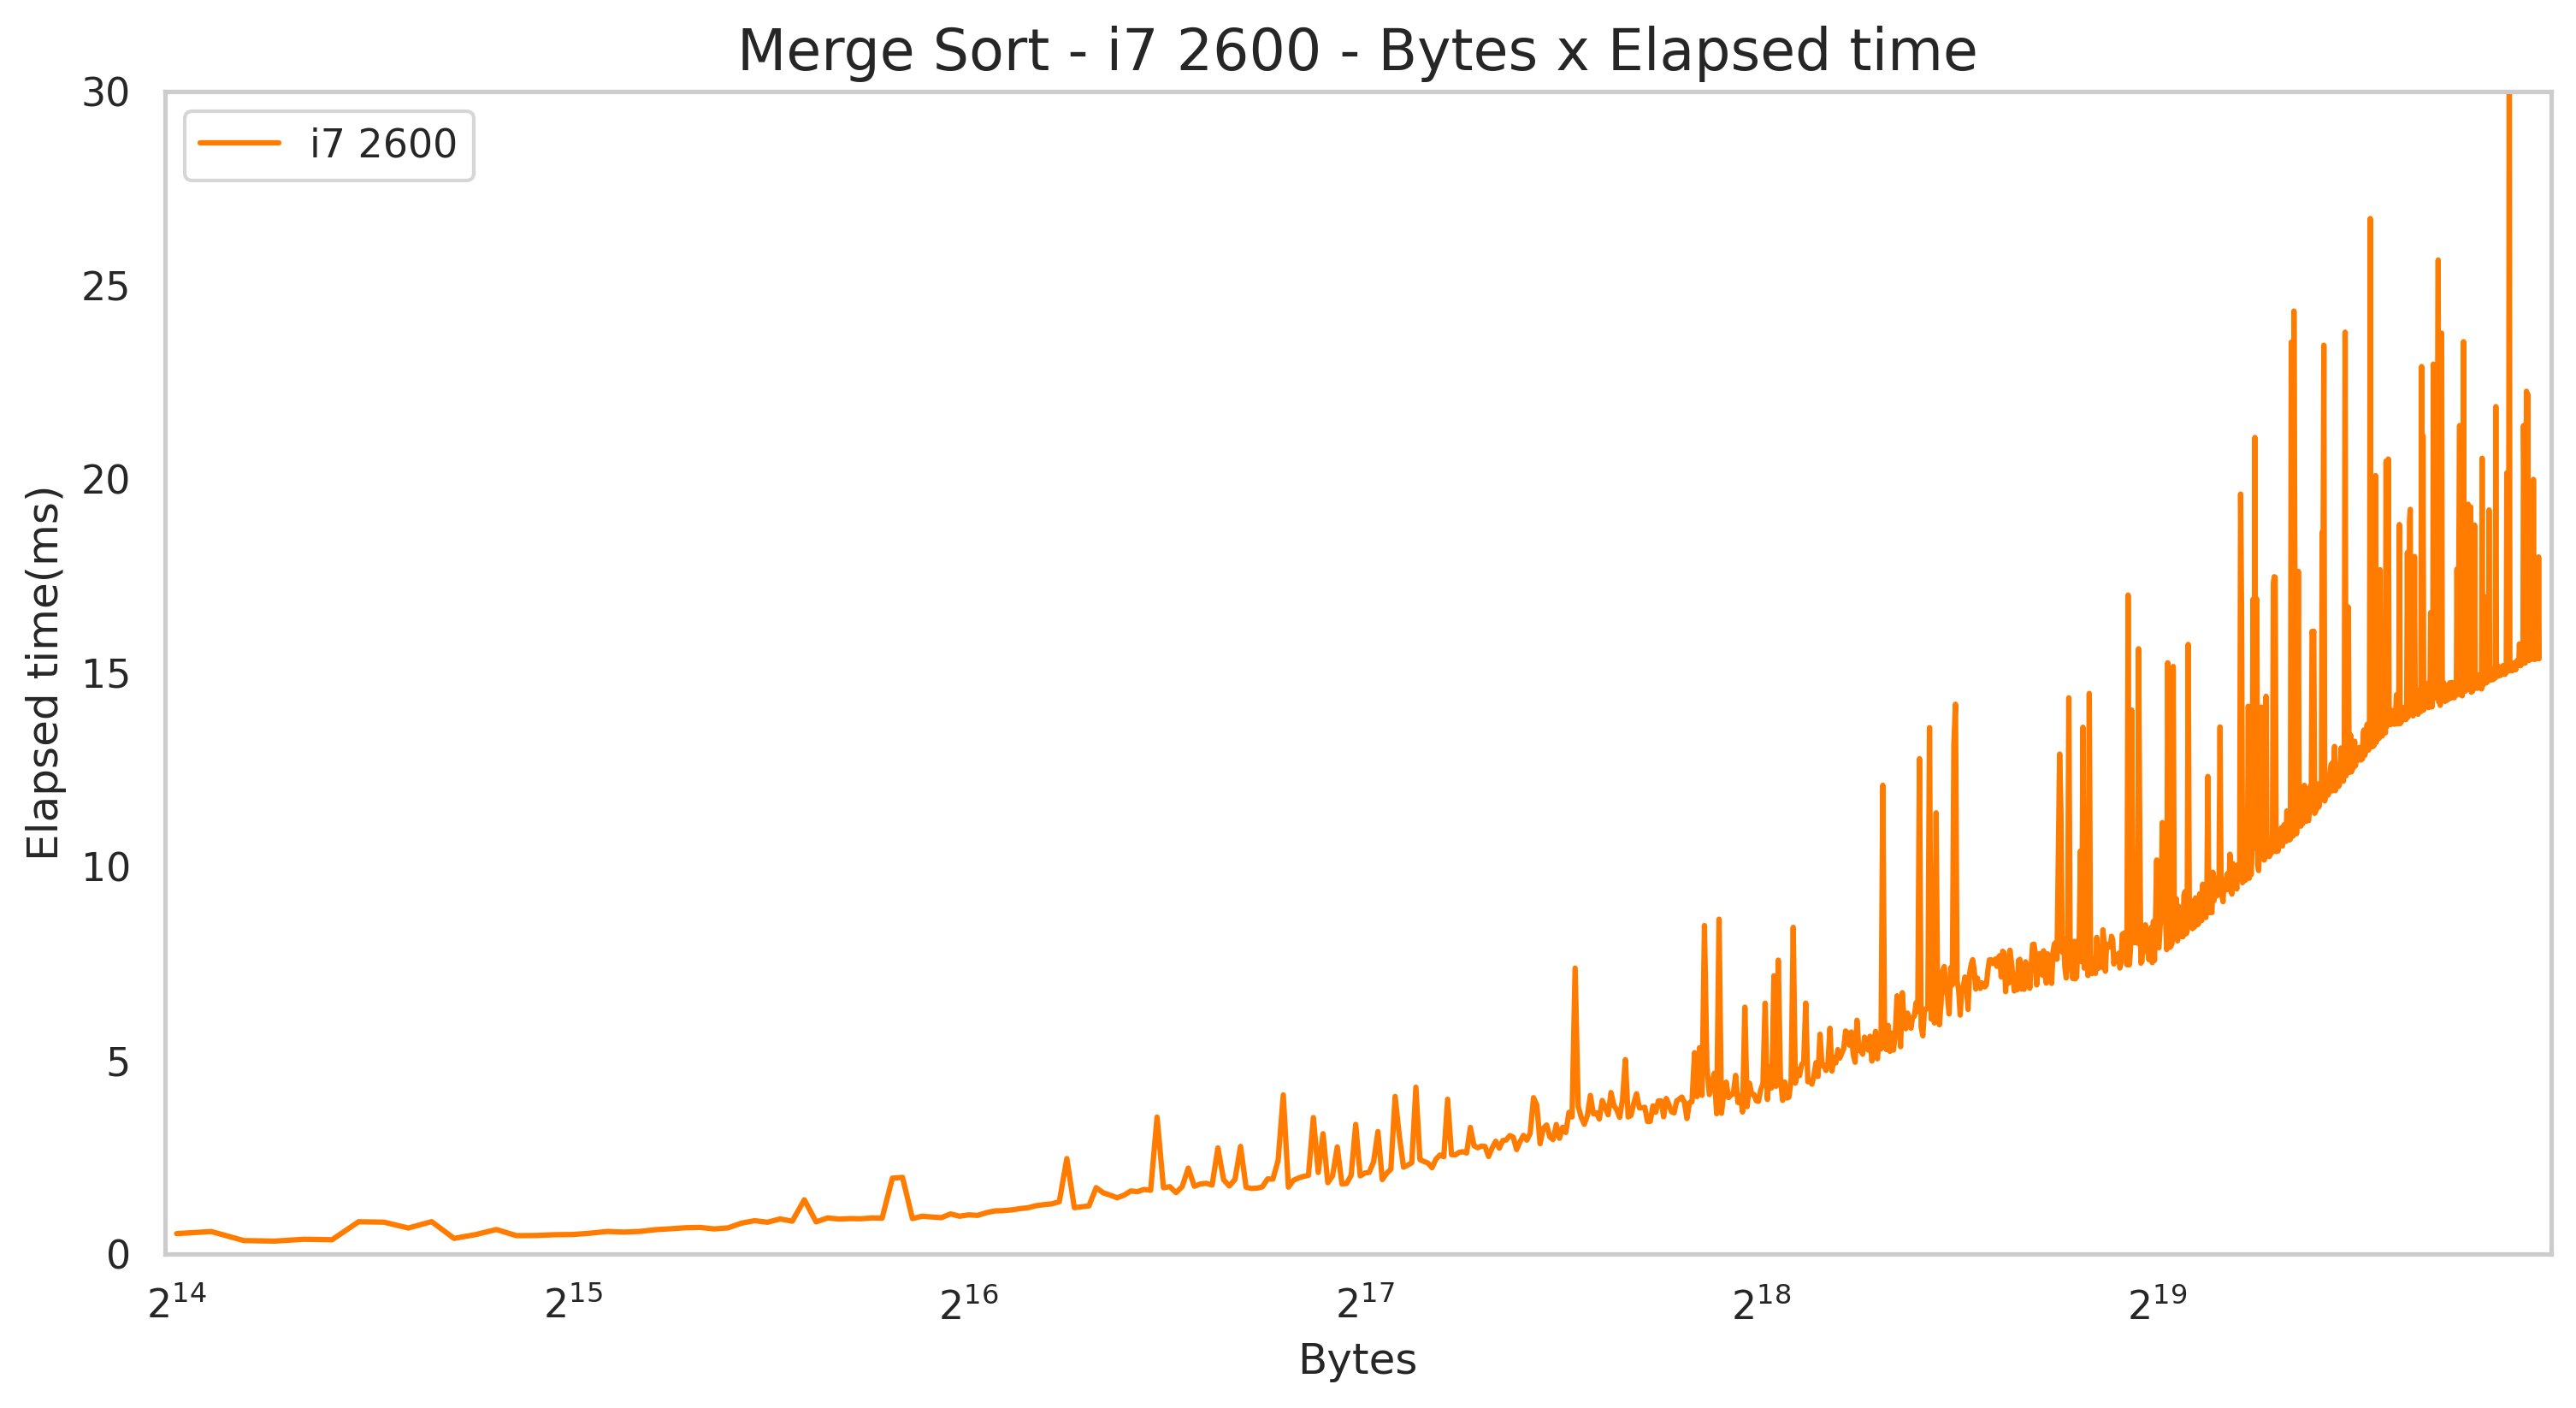 Merge Sort - i7 2600 - Bytes x Elapsed time
i7 2600
Elapsed time(ms)
30
25
20
15
10
5
0
2^14 2^15 2^16 2^17 2^18 2^19
Bytes